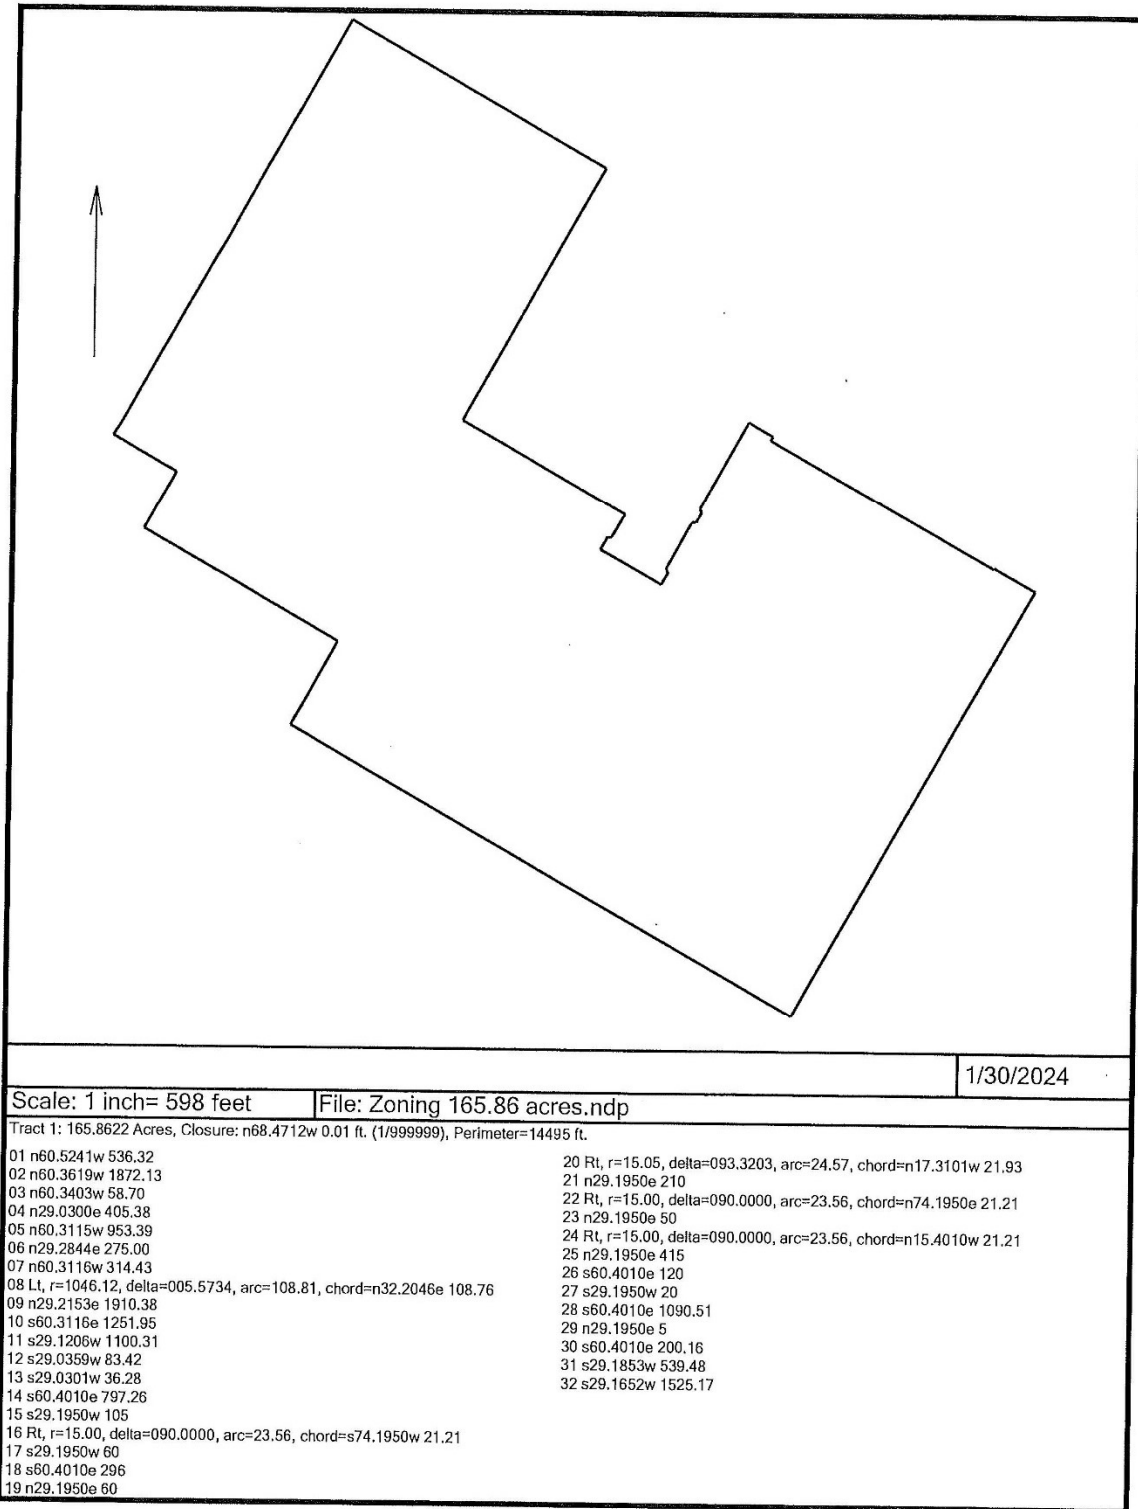 1/30/2024
Scale: 1 inch= 598 feet
File: Zoning 165.86 acres.ndp
Tract 1: 165.8622 Acres, Closure: n68.4712w 0.01 ft. (1/999999), Perimeter=14495 ft.
01 n60.5241w 536.32
02 n60.3619w 1872.13
03 n60.3403w 58.70
04 n29.0300e 405.38
05 n60.3115w 953.39
06 n29.2844e 275.00
07 n60.3116w 314.43
08 Lt, r=1046.12, delta=005.5734, arc=108.81, chord=n32.2046e 108.76
09 n29.2153e 1910.38
10 s60.3116e 1251.95
11 s29.1206w 1100.31
12 s29.0359w 83.42
13 s29.0301w 36.28
14 s60.4010e 797.26
15 s29.1950w 105
16 Rt, r=15.00, delta=090.0000, arc=23.56, chord=s74.1950w 21.21
17 s29.1950w 60
18 s60.4010e 296
19 n29.1950e 60
20 Rt, r=15.05, delta=093.3203, arc=24.57, chord=n17.3101w 21.93
21 n29.1950e 210
22 Rt, r=15.00, delta=090.0000, arc=23.56, chord=n74.1950e 21.21
23 n29.1950e 50
24 Rt, r=15.00, delta=090.0000, arc=23.56, chord=n15.4010w 21.21
25 n29.1950e 415
26 s60.4010e 120
27 s29.1950w 20
28 s60.4010e 1090.51
29 n29.1950e 5
30 s60.4010e 200.16
31 s29.1853w 539.48
32 s29.1652w 1525.17